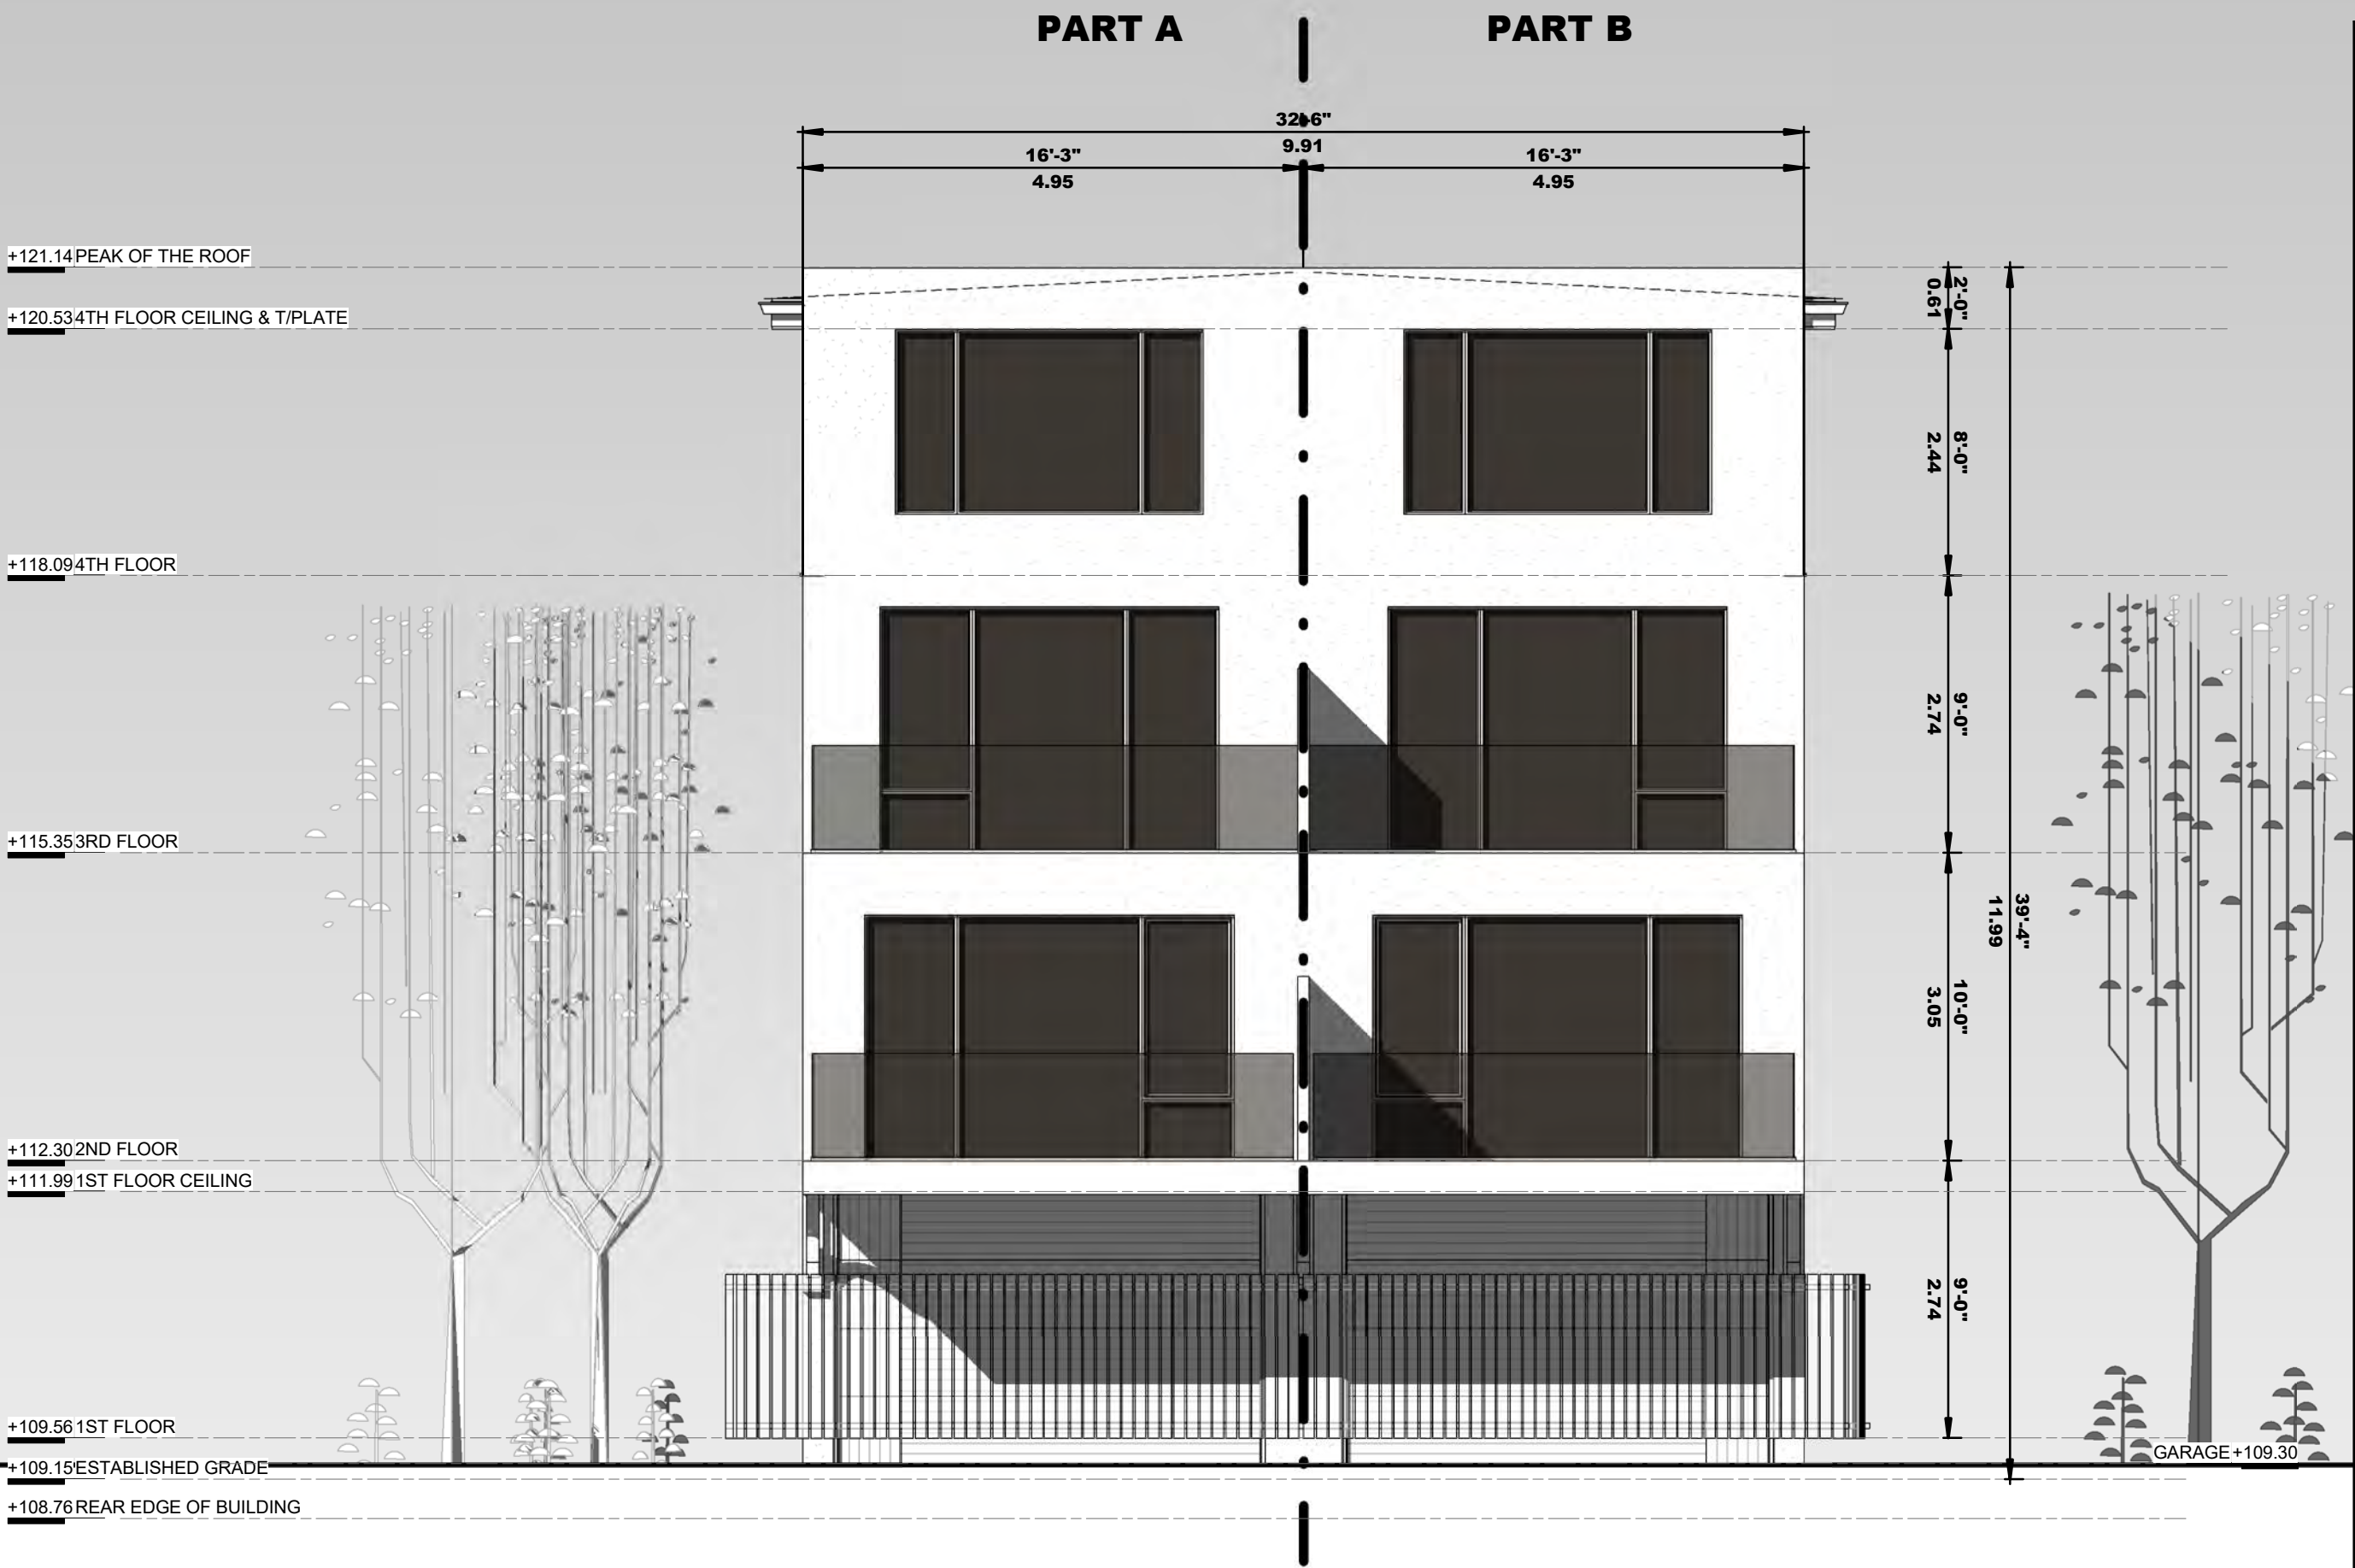 PART A
PART B
32'-6"
9.91
16'-3"
4.95
16'-3"
4.95
+121.14 PEAK OF THE ROOF
+120.53 4TH FLOOR CEILING & T/PLATE
+118.09 4TH FLOOR
+115.35 3RD FLOOR
+112.30 2ND FLOOR
+111.99 1ST FLOOR CEILING
+109.56 1ST FLOOR
+109.15 ESTABLISHED GRADE
+108.76 REAR EDGE OF BUILDING
2'-0"
0.61
8'-0"
2.44
9'-0"
2.74
10'-0"
3.05
9'-0"
2.74
39'-4"
11.99
GARAGE +109.30